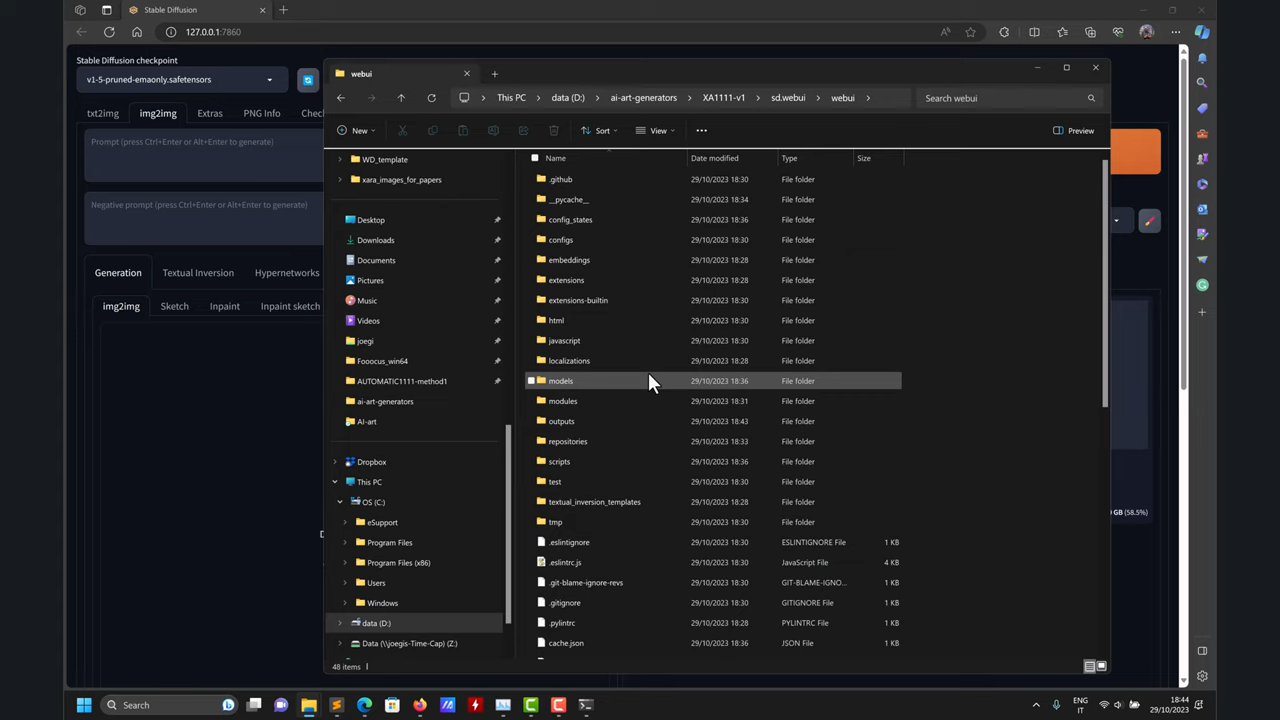 Stable Diffusion
127.0.0.1:7860
Stable Diffusion checkpoint
v1-5-pruned-emaonly.safetensors
txt2img img2img Extras PNG Info Chec
Prompt (press Ctrl+Enter or Alt+Enter to generate)
Negative prompt (press Ctrl+Enter or Alt+Enter to generate)
Generation Textual Inversion Hypernetworks
img2img Sketch Inpaint Inpaint sketch
D
0 GB (58.5%)
webui
This PC data (D:) ai-art-generators XA1111-v1 sd.webui webui Search webui
New Sort View Preview
WD_template
xara_images_for_papers
Desktop
Downloads
Documents
Pictures
Music
Videos
joegi
Fooocus_win64
AUTOMATIC1111-method1
ai-art-generators
AI-art
Dropbox
This PC
OS (C:)
eSupport
Program Files
Program Files (x86)
Users
Windows
data (D:)
Data (\\joegis-Time-Cap) (Z:)
Name Date modified Type Size
.github 29/10/2023 18:30 File folder
__pycache__ 29/10/2023 18:34 File folder
config_states 29/10/2023 18:36 File folder
configs 29/10/2023 18:30 File folder
embeddings 29/10/2023 18:28 File folder
extensions 29/10/2023 18:28 File folder
extensions-builtin 29/10/2023 18:30 File folder
html 29/10/2023 18:30 File folder
javascript 29/10/2023 18:30 File folder
localizations 29/10/2023 18:28 File folder
models 29/10/2023 18:36 File folder
modules 29/10/2023 18:31 File folder
outputs 29/10/2023 18:43 File folder
repositories 29/10/2023 18:33 File folder
scripts 29/10/2023 18:36 File folder
test 29/10/2023 18:30 File folder
textual_inversion_templates 29/10/2023 18:28 File folder
tmp 29/10/2023 18:30 File folder
.eslintignore 29/10/2023 18:30 ESLINTIGNORE File 1 KB
.eslintrc.js 29/10/2023 18:30 JavaScript File 4 KB
.git-blame-ignore-revs 29/10/2023 18:30 GIT-BLAME-IGNO... 1 KB
.gitignore 29/10/2023 18:30 GITIGNORE File 1 KB
.pylintrc 29/10/2023 18:28 PYLINTRC File 1 KB
cache.json 29/10/2023 18:36 JSON File 1 KB
48 items
Search
ENG
IT
18:44
29/10/2023